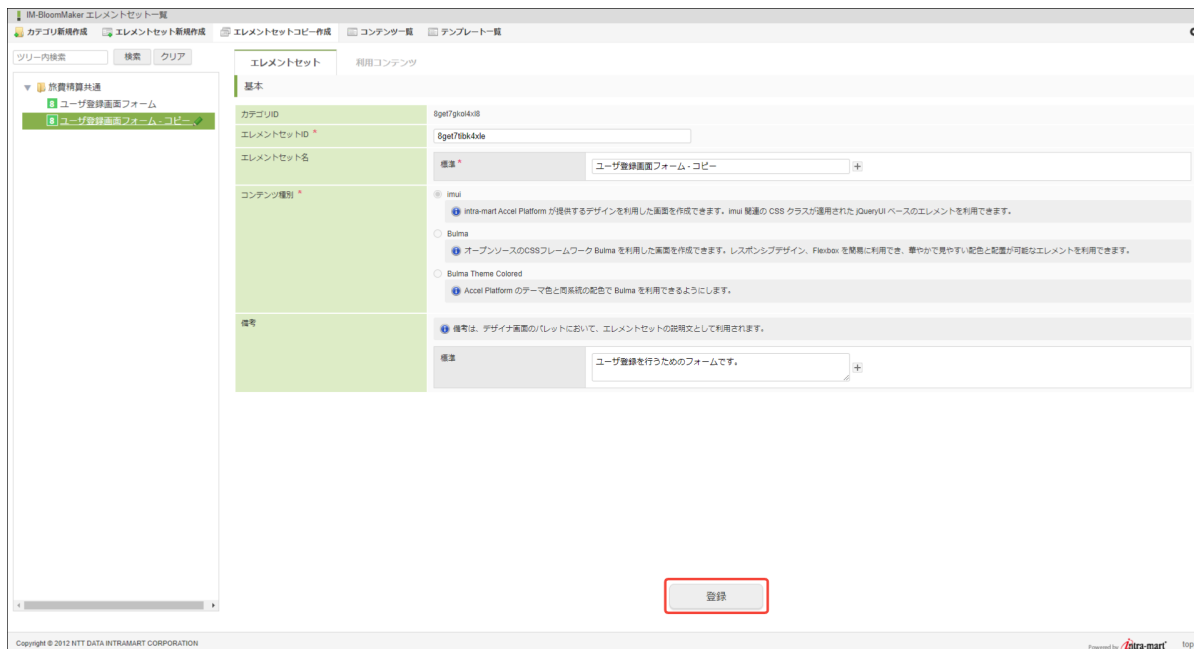 IM-BloomMaker エレメントセット一覧
カテゴリ新規作成 エレメントセット新規作成 エレメントセットコピー作成 コンテンツ一覧 テンプレート一覧
ツリー内検索 検索 クリア
エレメントセット 利用コンテンツ
基本
旅費精算共通
ユーザ登録画面フォーム
ユーザ登録画面フォーム - コピー
カテゴリID 8get7gkoi4xl8
エレメントセットID * 8get7tibk4xle
エレメントセット名 標準 * ユーザ登録画面フォーム - コピー
コンテンツ種別 * imui
intra-mart Accel Platform が提供するデザインを利用した画面を作成できます。imui 関連の CSS クラスが適用された jQueryUI ベースのエレメントを利用できます。
Bulma
オープンソースのCSSフレームワーク Bulma を利用した画面を作成できます。レスポンシブデザイン、Flexbox を簡易に利用でき、華やかで見やすい配色と配置が可能なエレメントを利用できます。
Bulma Theme Colored
Accel Platform のテーマ色と同系統の配色で Bulma を利用できるようにします。
備考 備考は、デザイナ画面のパレットにおいて、エレメントセットの説明文として利用されます。
標準 ユーザ登録を行うためのフォームです。
登録
Copyright © 2012 NTT DATA INTRAMART CORPORATION
Powered by intra-mart top